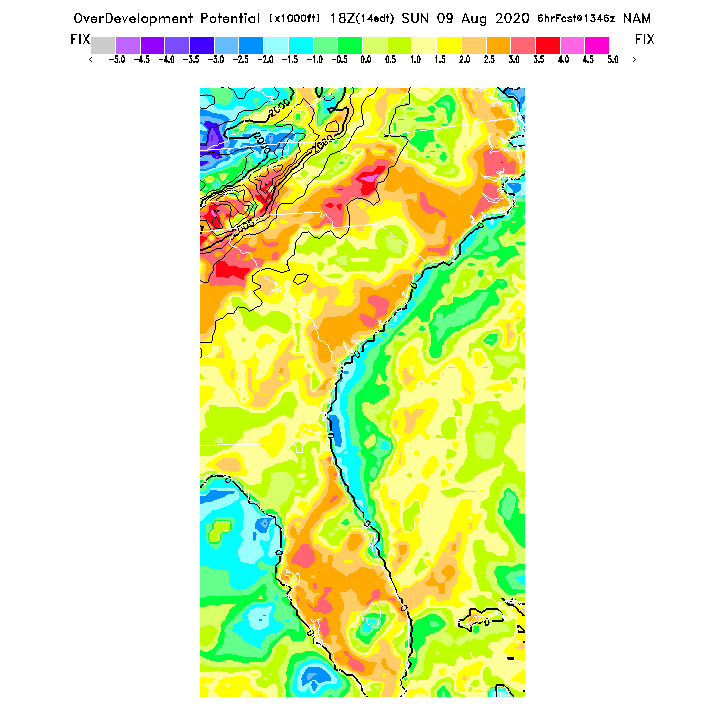 OverDevelopment Potential [x1000ft] 18Z(14edt) SUN 09 Aug 2020 6hrFcst@1346z NAM
FIX FIX
< -5.0 -4.5 -4.0 -3.5 -3.0 -2.5 -2.0 -1.5 -1.0 -0.5 0.0 0.5 1.0 1.5 2.0 2.5 3.0 3.5 4.0 4.5 5.0 >
2000